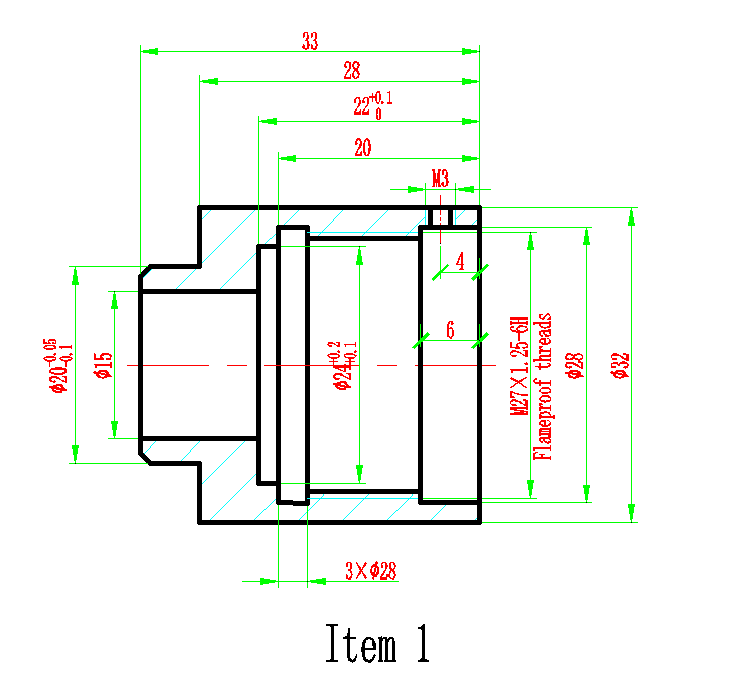 33
28
22+0.1 0
20
M3
4
6
Φ20-0.05 -0.1
Φ15
Φ24+0.2 +0.1
M27×1.25-6H
Flameproof threads
Φ28
Φ32
3×Φ28
Item 1